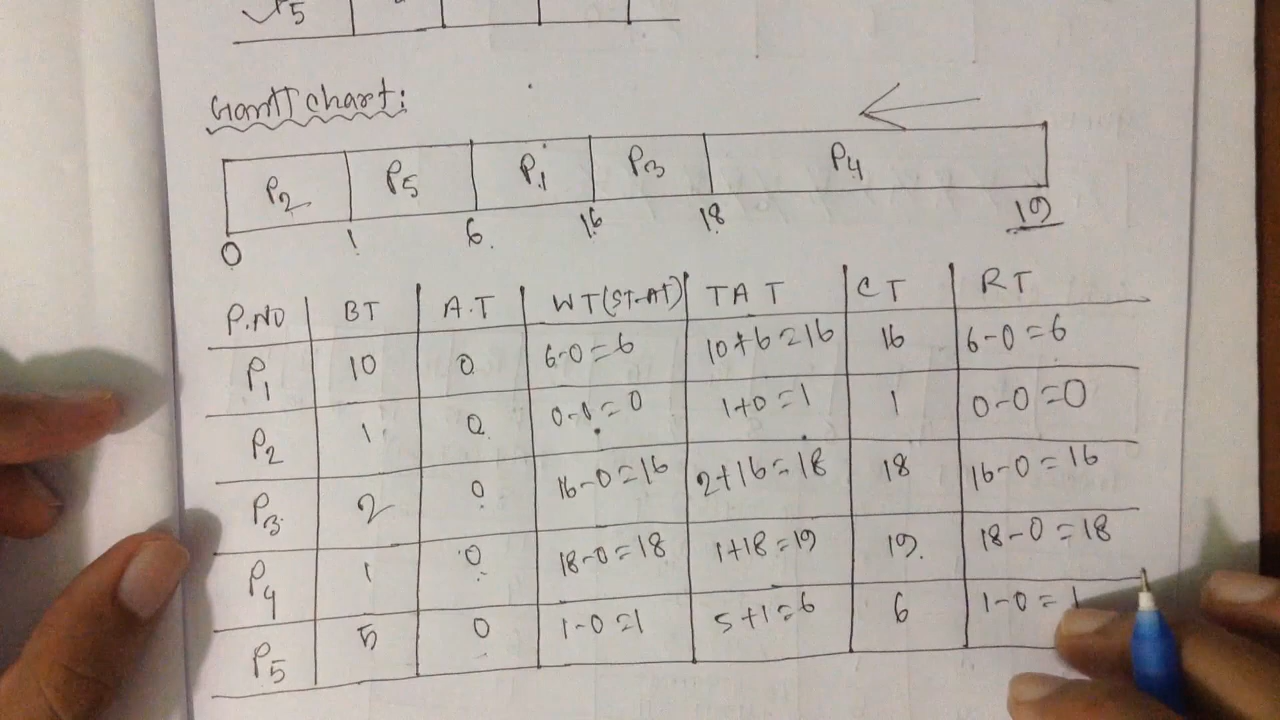 P5
Gantt chart:
P2 P5 P1 P3 P4
0 1 6 16 18 19
P.NO BT A.T WT(ST-AT) TAT CT RT
P1 10 0 6-0=6 10+6=16 16 6-0=6
P2 1 0 0-0=0 1+0=1 1 0-0=0
P3 2 0 16-0=16 2+16=18 18 16-0=16
P4 1 0 18-0=18 1+18=19 19 18-0=18
P5 5 0 1-0=1 5+1=6 6 1-0=1